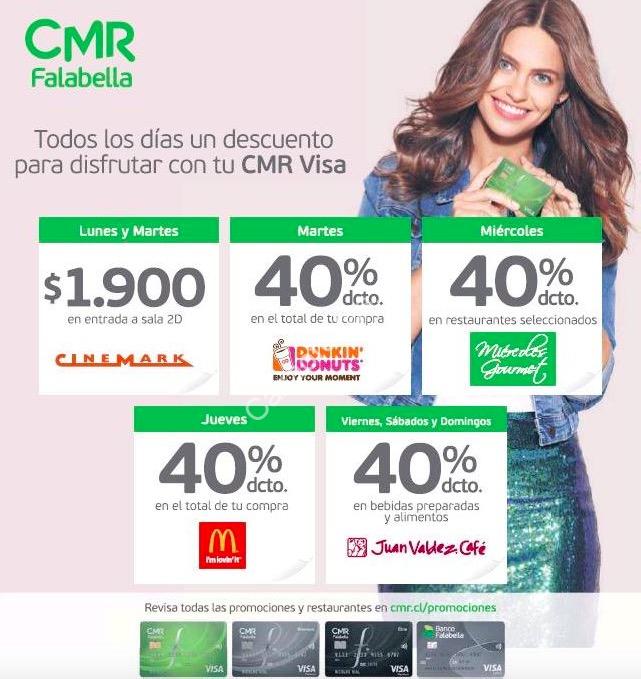 CMR
Falabella
Todos los días un descuento
para disfrutar con tu CMR Visa
Lunes y Martes
$1.900
en entrada a sala 2D
CINEMARK
Martes
40%
dcto.
en el total de tu compra
DUNKIN'
DONUTS
ENJOY YOUR MOMENT
Miércoles
40%
dcto.
en restaurantes seleccionados
Miércoles
Gourmet
Jueves
40%
dcto.
en el total de tu compra
M
I'm lovin' it
Viernes, Sábados y Domingos
40%
dcto.
en bebidas preparadas
y alimentos
Juan Valdez. Café
Revisa todas las promociones y restaurantes en cmr.cl/promociones
CMR
Falabella
VISA
CMR
Falabella
VISA
CMR
Falabella
VISA
Banco
Falabella
VISA